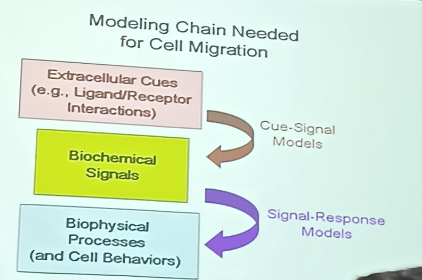 Modeling Chain Needed
for Cell Migration
Extracellular Cues
(e.g., Ligand/Receptor
Interactions)
Cue-Signal
Models
Biochemical
Signals
Signal-Response
Models
Biophysical
Processes
(and Cell Behaviors)